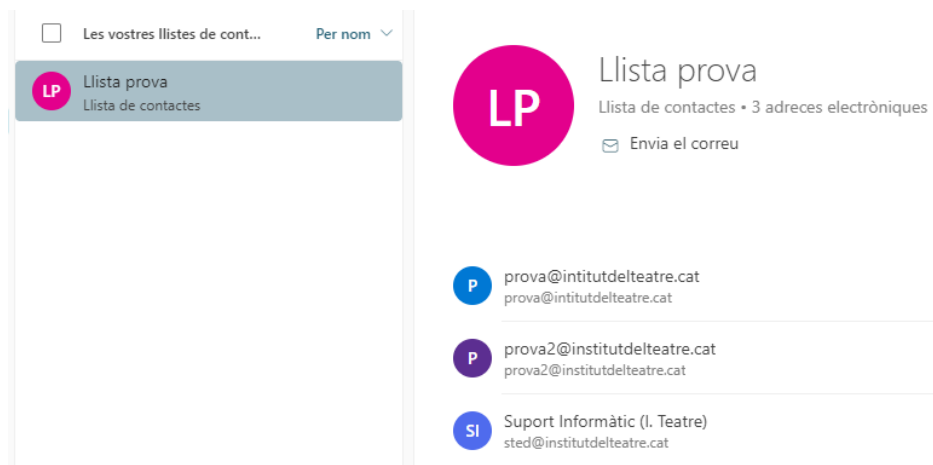 Les vostres llistes de cont...
Per nom
LP
Llista prova
Llista de contactes
LP
Llista prova
Llista de contactes • 3 adreces electròniques
Envia el correu
P
prova@intitutdelteatre.cat
prova@intitutdelteatre.cat
P
prova2@institutdelteatre.cat
prova2@institutdelteatre.cat
SI
Suport Informàtic (I. Teatre)
sted@institutdelteatre.cat